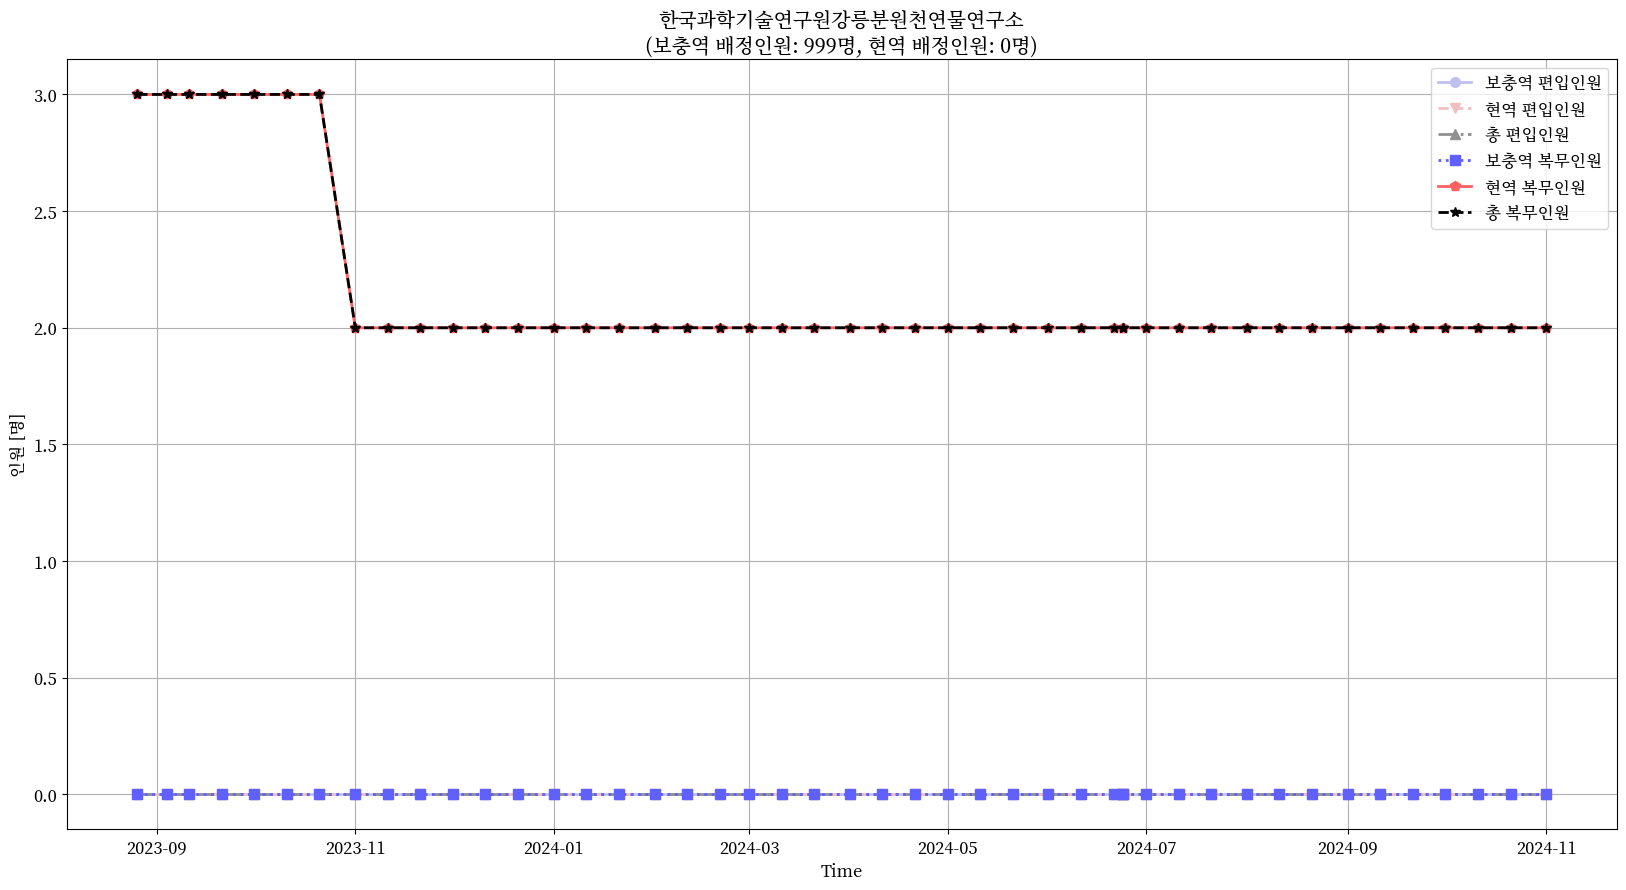 한국과학기술연구원강릉분원천연물연구소
(보충역 배정인원: 999명, 현역 배정인원: 0명)
보충역 편입인원
현역 편입인원
총 편입인원
보충역 복무인원
현역 복무인원
총 복무인원
3.0
2.5
2.0
1.5
1.0
0.5
0.0
인원 [명]
2023-09
2023-11
2024-01
2024-03
2024-05
2024-07
2024-09
2024-11
Time